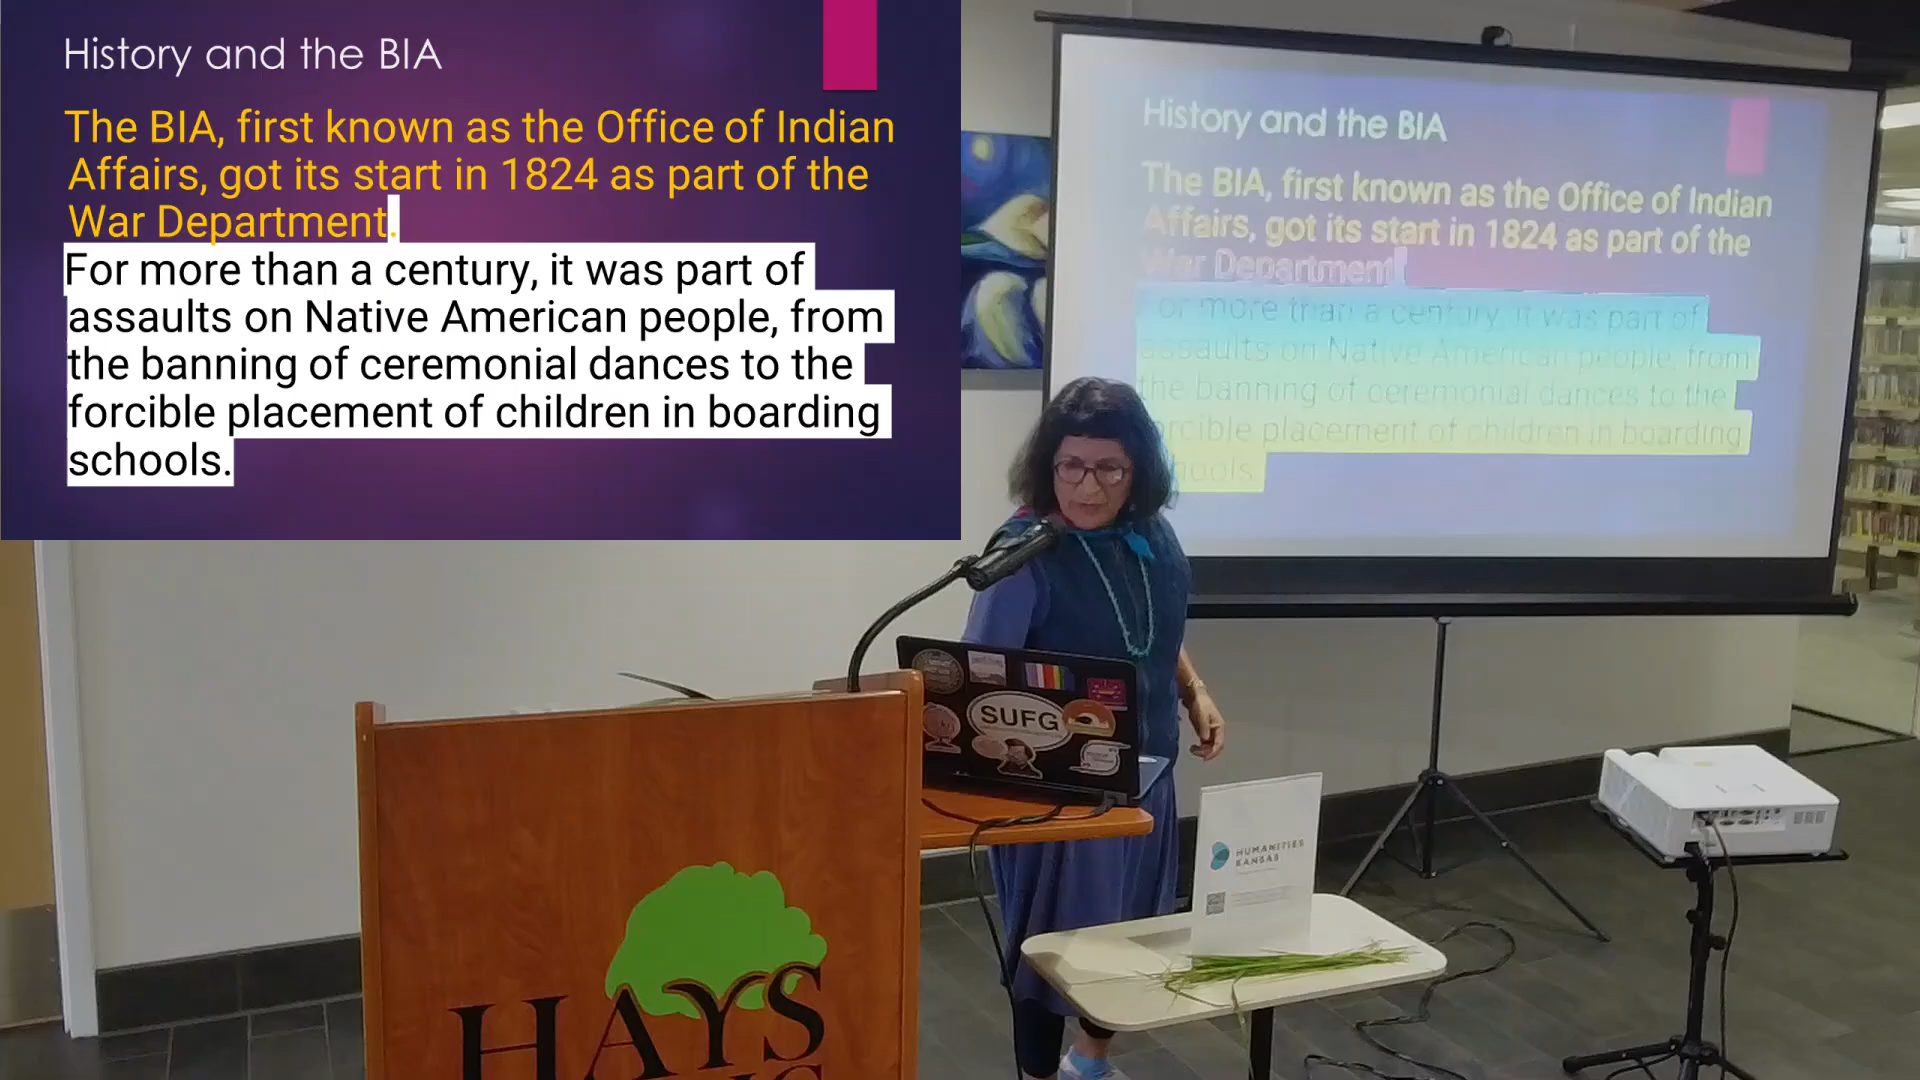 History and the BIA
The BIA, first known as the Office of Indian
Affairs, got its start in 1824 as part of the
War Department.
For more than a century, it was part of
assaults on Native American people, from
the banning of ceremonial dances to the
forcible placement of children in boarding
schools.
History and the BIA
The BIA, first known as the Office of Indian
Affairs, got its start in 1824 as part of the
War Department.
For more than a century, it was part of
assaults on Native American people, from
the banning of ceremonial dances to the
forcible placement of children in boarding
SUFG
HUMANITIES
KANSAS
HAYS